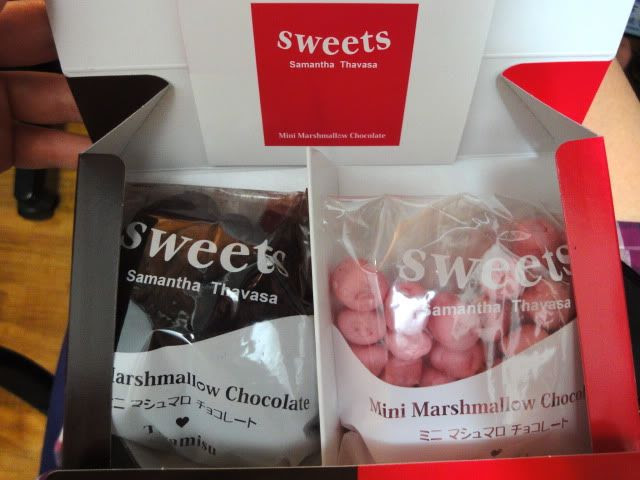 sweets
Samantha Thavasa
Mini Marshmallow Chocolate
sweets
Samantha Thavasa
Marshmallow Chocolate
ミニ マシュマロ チョコレート
sweets
Samantha Thavasa
Mini Marshmallow Chocol
ミニ マシュマロ チョコレート